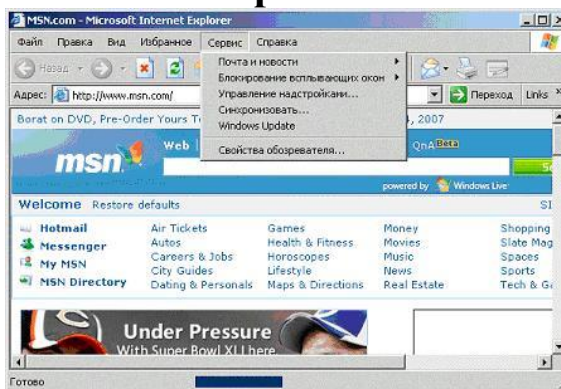 MSN.com - Microsoft Internet Explorer
Файл Правка Вид Избранное Сервис Справка
Назад
Почта и новости
Блокирование всплывающих окон
Управление надстройками...
Синхронизовать...
Windows Update
Свойства обозревателя...
Адрес: http://www.msn.com/ Переход Links
Borat on DVD, Pre-Order Yours T , 2007
msn
Web QnA Beta
powered by Windows Live
Welcome Restore defaults
Hotmail Air Tickets Games Money Shopping
Messenger Autos Health & Fitness Movies Slate Mag
My MSN Careers & Jobs Horoscopes Music Spaces
MSN Directory City Guides Lifestyle News Sports
Dating & Personals Maps & Directions Real Estate Tech & Ga
Under Pressure
With Super Bowl XLI here
Готово